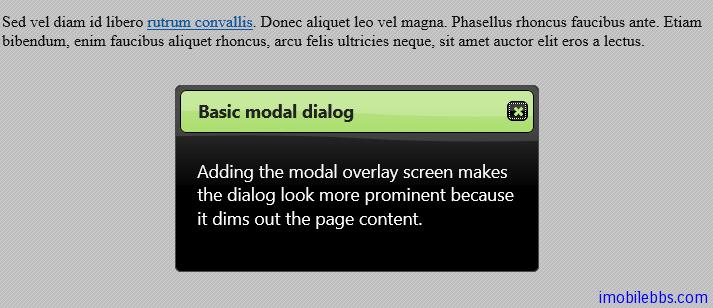 Sed vel diam id libero rutrum convallis. Donec aliquet leo vel magna. Phasellus rhoncus faucibus ante. Etiam
bibendum, enim faucibus aliquet rhoncus, arcu felis ultricies neque, sit amet auctor elit eros a lectus.
Basic modal dialog
Adding the modal overlay screen makes
the dialog look more prominent because
it dims out the page content.
imobilebbs.com